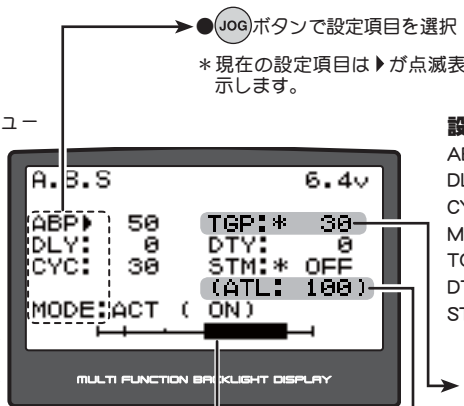 ●JOGボタンで設定項目を選択
＊現在の設定項目は▶が点滅表
示します。
ュー
A.B.S 6.4v
ABP▶ 50 TGP:* 30
DLY: 0 DTY: 0
CYC: 30 STM:* OFF
(ATL: 100)
MODE:ACT ( ON)
MULTI FUNCTION BACKLIGHT DISPLAY
設
AB
DL
CY
M
TG
DT
ST